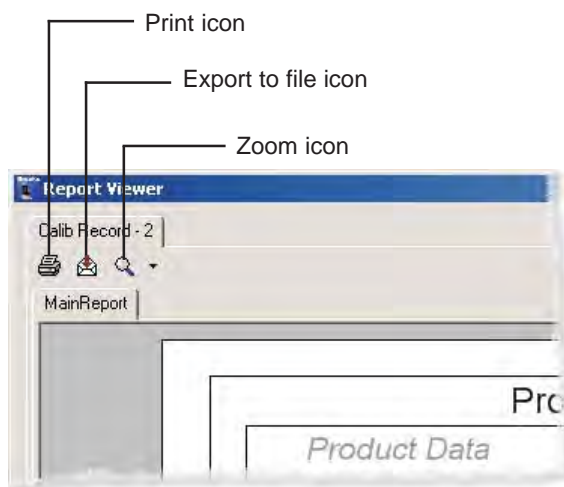 Print icon
Export to file icon
Zoom icon
Report Viewer
Calib Record - 2
MainReport
Pro
Product Data